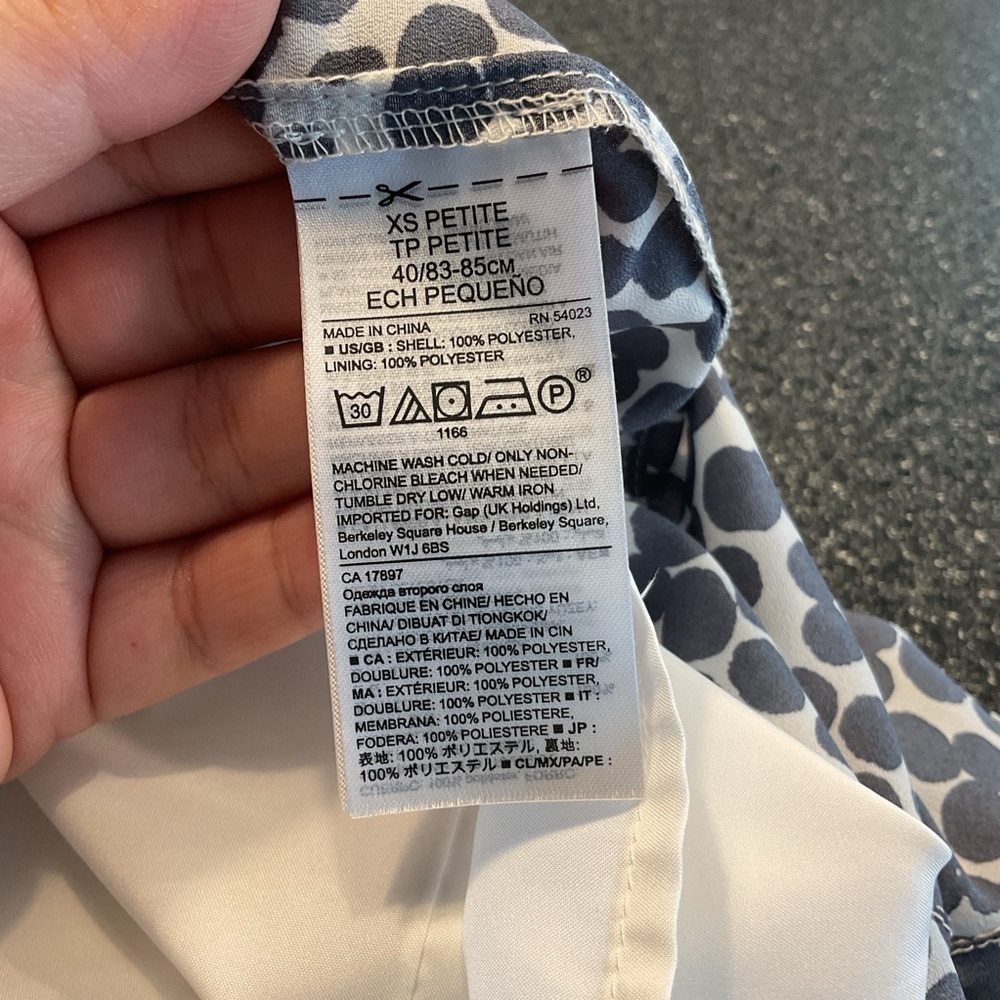 XS PETITE
TP PETITE
40/83-85CM
ECH PEQUEÑO
MADE IN CHINA RN 54023
■ US/GB : SHELL: 100% POLYESTER,
LINING: 100% POLYESTER
30 P ®
1166
MACHINE WASH COLD/ ONLY NON-
CHLORINE BLEACH WHEN NEEDED/
TUMBLE DRY LOW/ WARM IRON
IMPORTED FOR: Gap (UK Holdings) Ltd,
Berkeley Square House / Berkeley Square,
London W1J 6BS
CA 17897
Одежда второго слоя
FABRIQUE EN CHINE/ HECHO EN
CHINA/ DIBUAT DI TIONGKOK/
СДЕЛАНО В КИТАЕ/ MADE IN CIN
■ CA : EXTÉRIEUR: 100% POLYESTER,
DOUBLURE: 100% POLYESTER ■ FR/
MA : EXTÉRIEUR: 100% POLYESTER,
DOUBLURE: 100% POLYESTER ■ IT :
MEMBRANA: 100% POLIESTERE,
FODERA: 100% POLIESTERE ■ JP :
表地: 100% ポリエステル, 裏地:
100% ポリエステル ■ CL/MX/PA/PE :